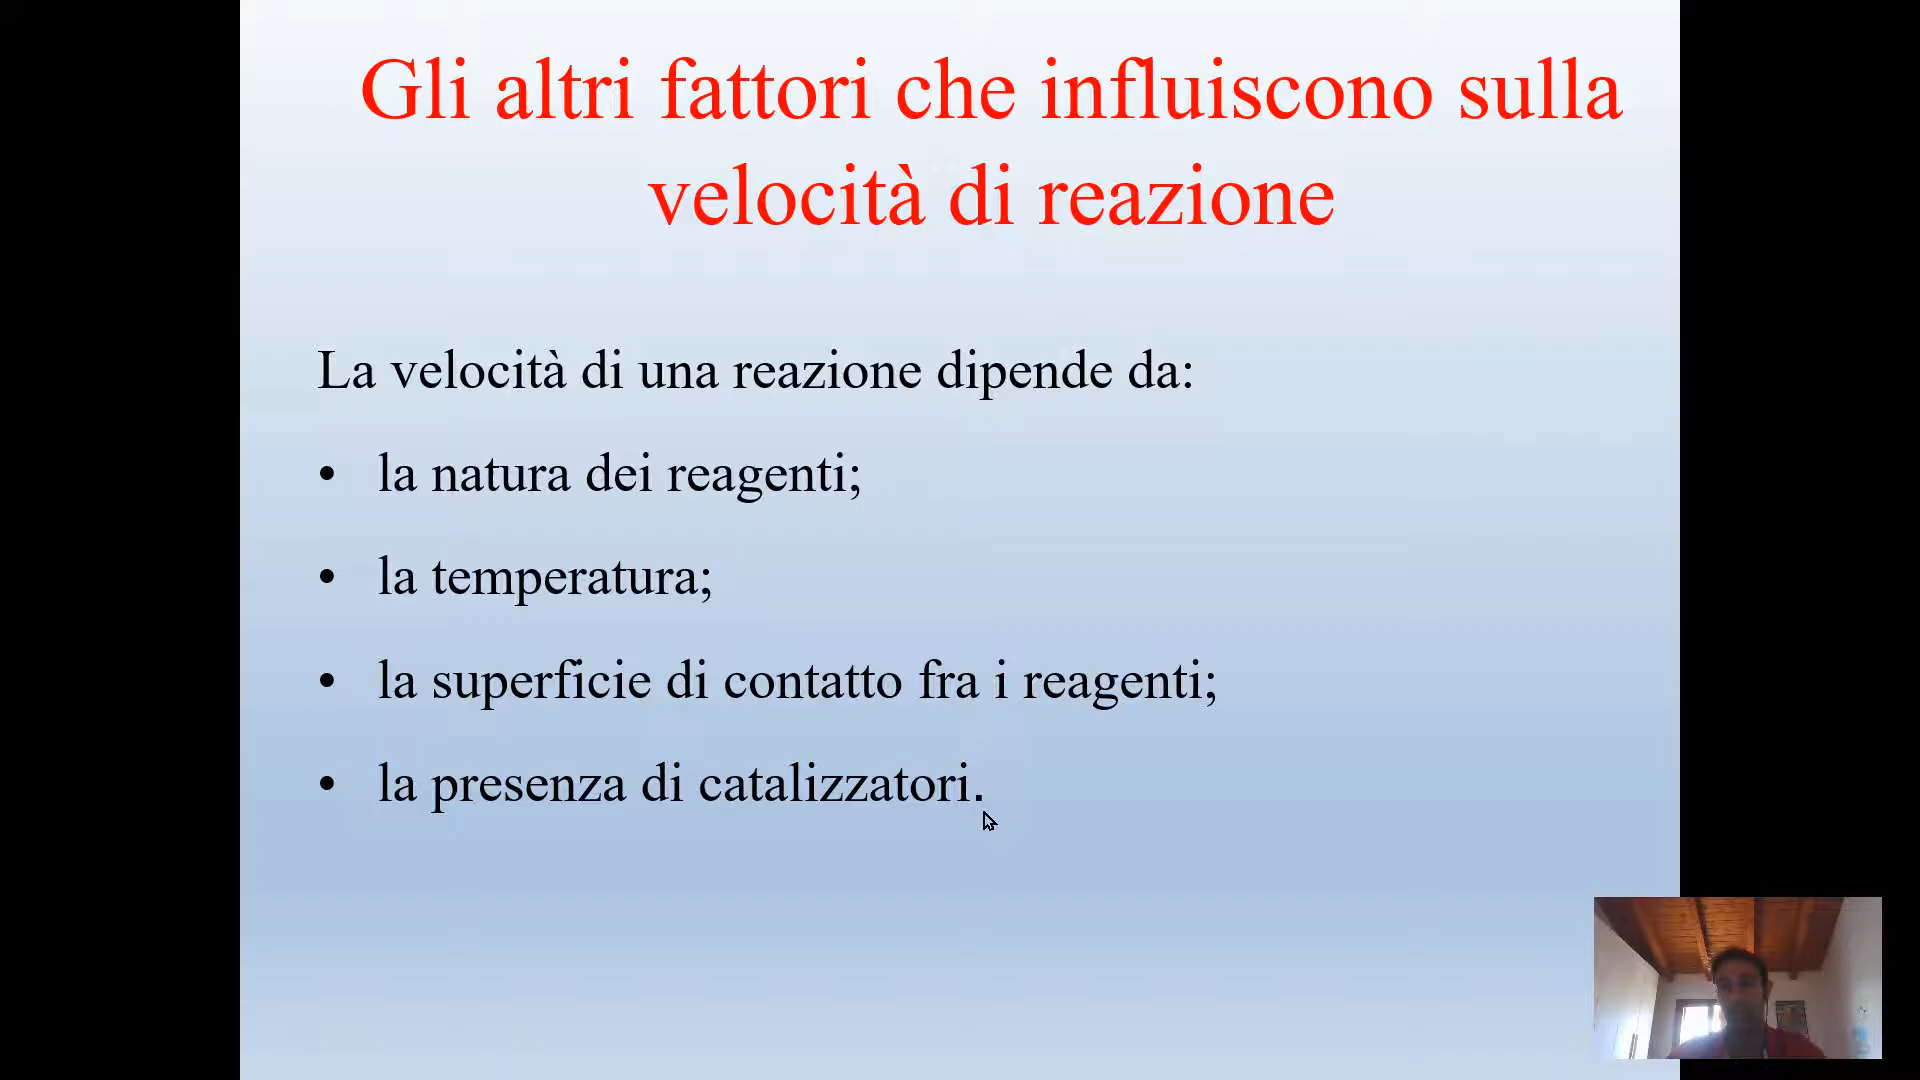 Gli altri fattori che influiscono sulla
velocità di reazione
La velocità di una reazione dipende da:
• la natura dei reagenti;
• la temperatura;
• la superficie di contatto fra i reagenti;
• la presenza di catalizzatori.